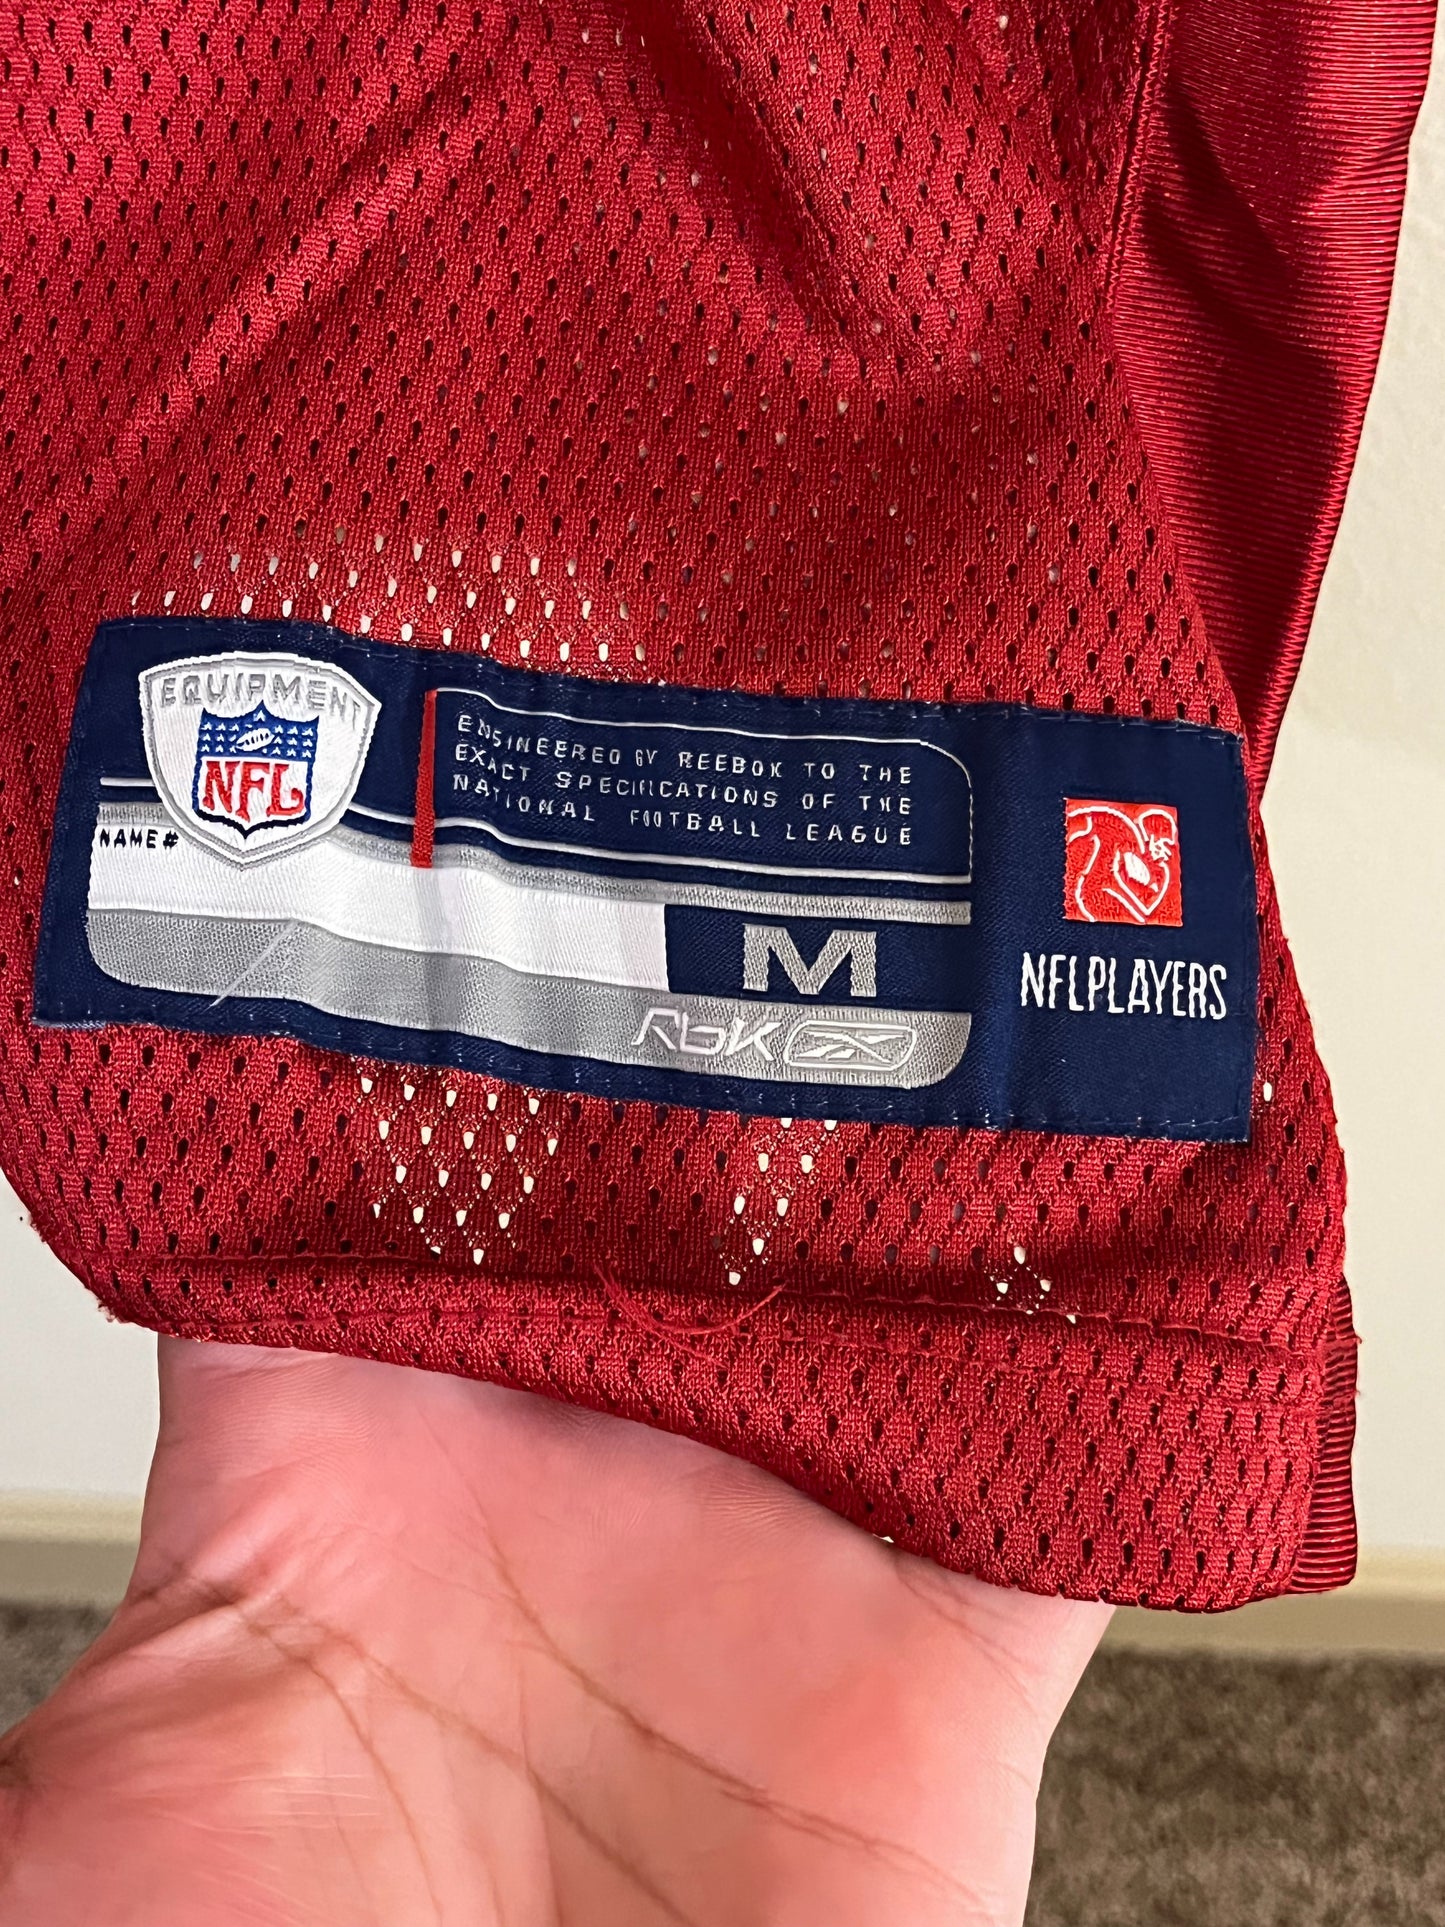 EQUIPMENT
NFL
NAME#
ENGINEERED BY REEBOK TO THE
EXACT SPECIFICATIONS OF THE
NATIONAL FOOTBALL LEAGUE
M
Rbk
NFLPLAYERS